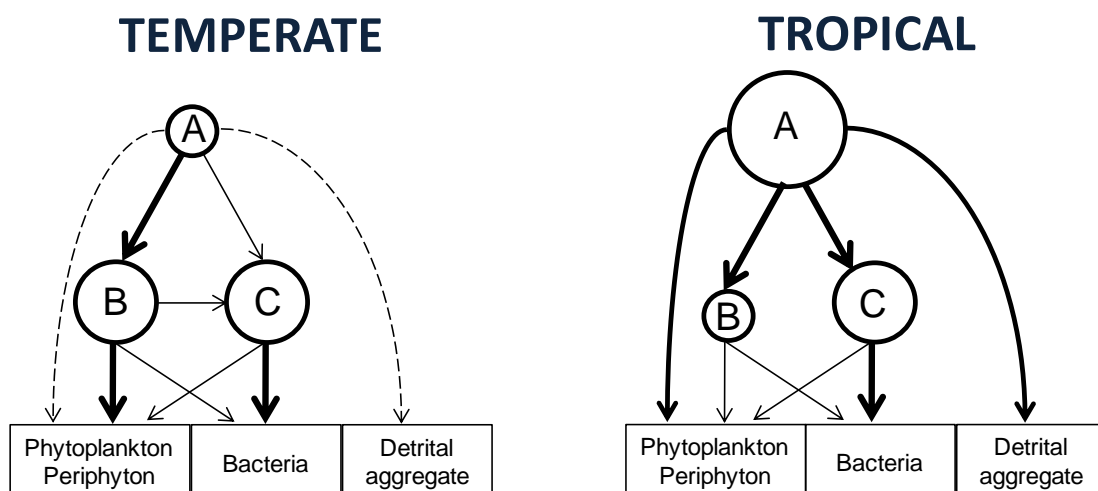 TEMPERATE
A
B
C
Phytoplankton
Periphyton
Bacteria
Detrital
aggregate
TROPICAL
A
B
C
Phytoplankton
Periphyton
Bacteria
Detrital
aggregate